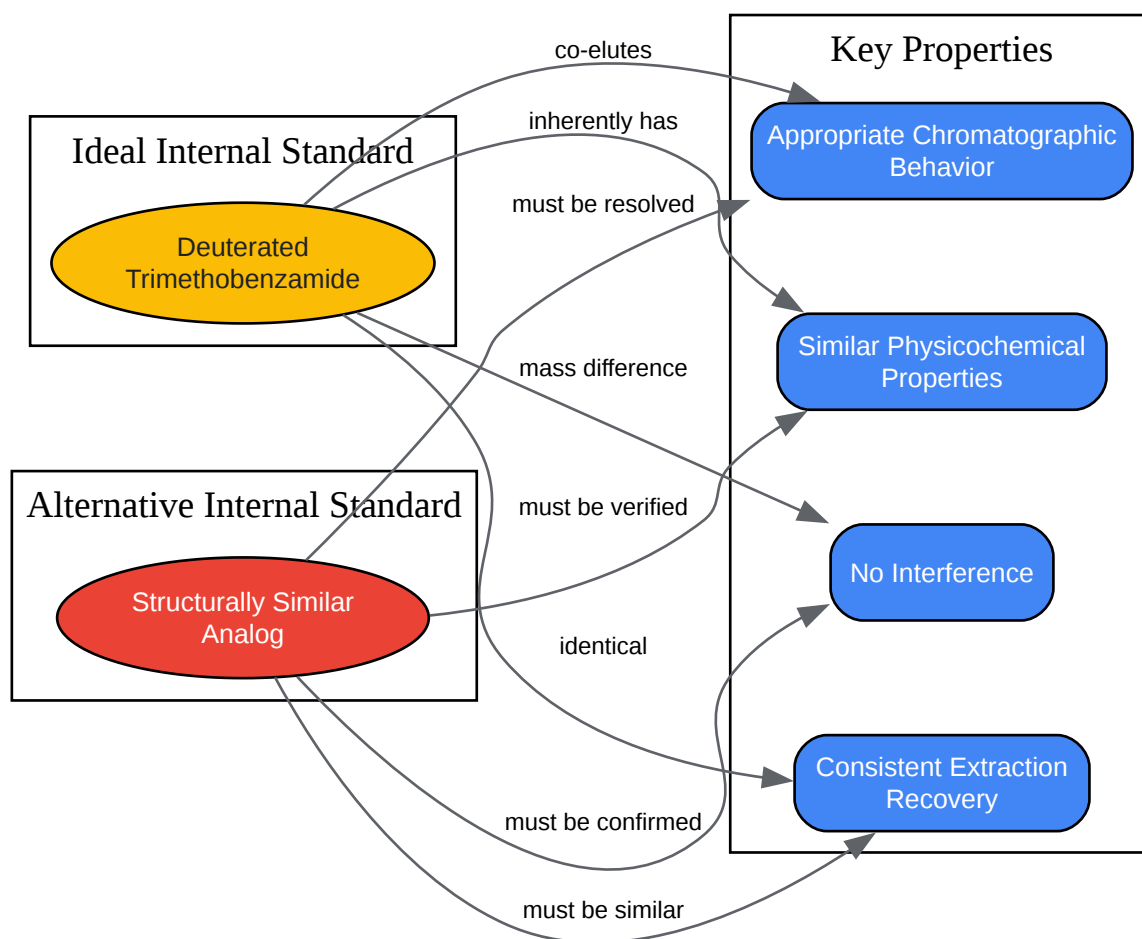 Ideal Internal Standard
Deuterated
Trimethobenzamide
Alternative Internal Standard
Structurally Similar
Analog
co-elutes
inherently has
must be resolved
mass difference
must be verified
identical
must be confirmed
must be similar
Key Properties
Appropriate Chromatographic
Behavior
Similar Physicochemical
Properties
No Interference
Consistent Extraction
Recovery